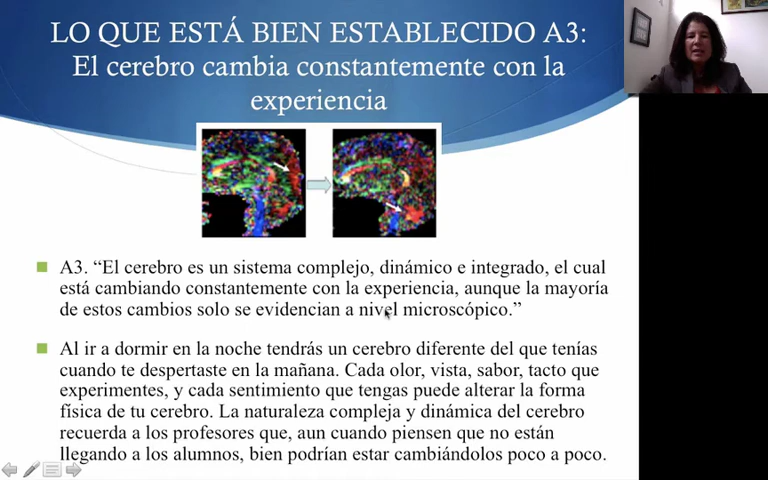 LO QUE ESTÁ BIEN ESTABLECIDO A3:
El cerebro cambia constantemente con la
experiencia
A3. “El cerebro es un sistema complejo, dinámico e integrado, el cual
está cambiando constantemente con la experiencia, aunque la mayoría
de estos cambios solo se evidencian a nivel microscópico.”
Al ir a dormir en la noche tendrás un cerebro diferente del que tenías
cuando te despertaste en la mañana. Cada olor, vista, sabor, tacto que
experimentes, y cada sentimiento que tengas puede alterar la forma
física de tu cerebro. La naturaleza compleja y dinámica del cerebro
recuerda a los profesores que, aun cuando piensen que no están
llegando a los alumnos, bien podrían estar cambiándolos poco a poco.